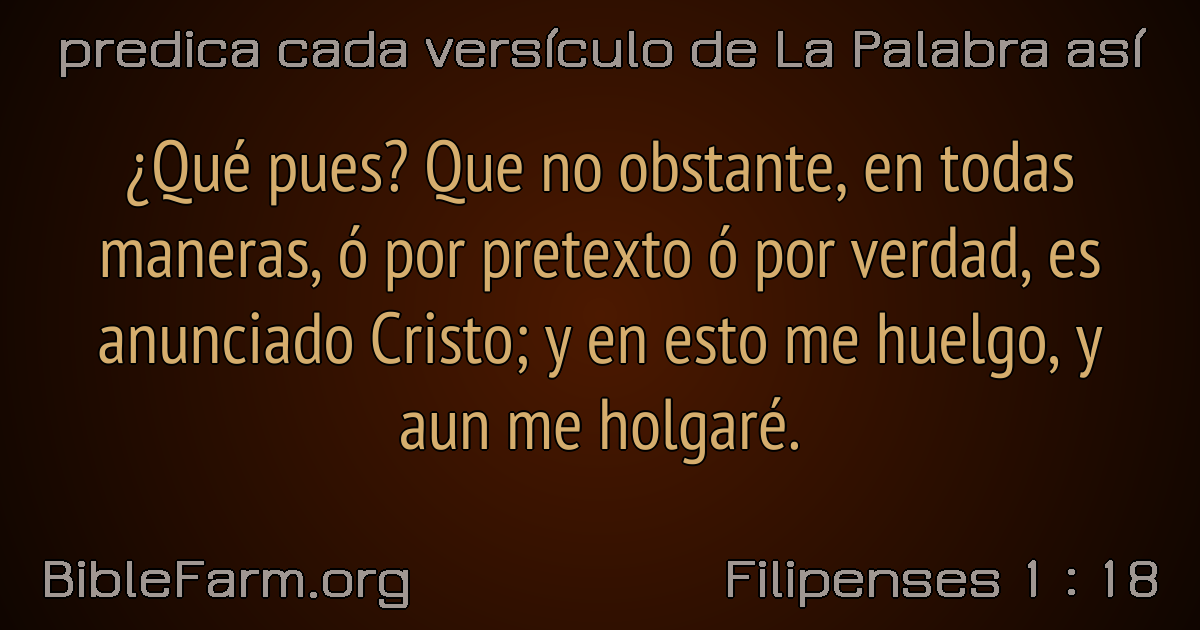 predica cada versículo de La Palabra así
¿Qué pues? Que no obstante, en todas
maneras, ó por pretexto ó por verdad, es
anunciado Cristo; y en esto me huelgo, y
aun me holgaré.
BibleFarm.org
Filipenses 1 : 18